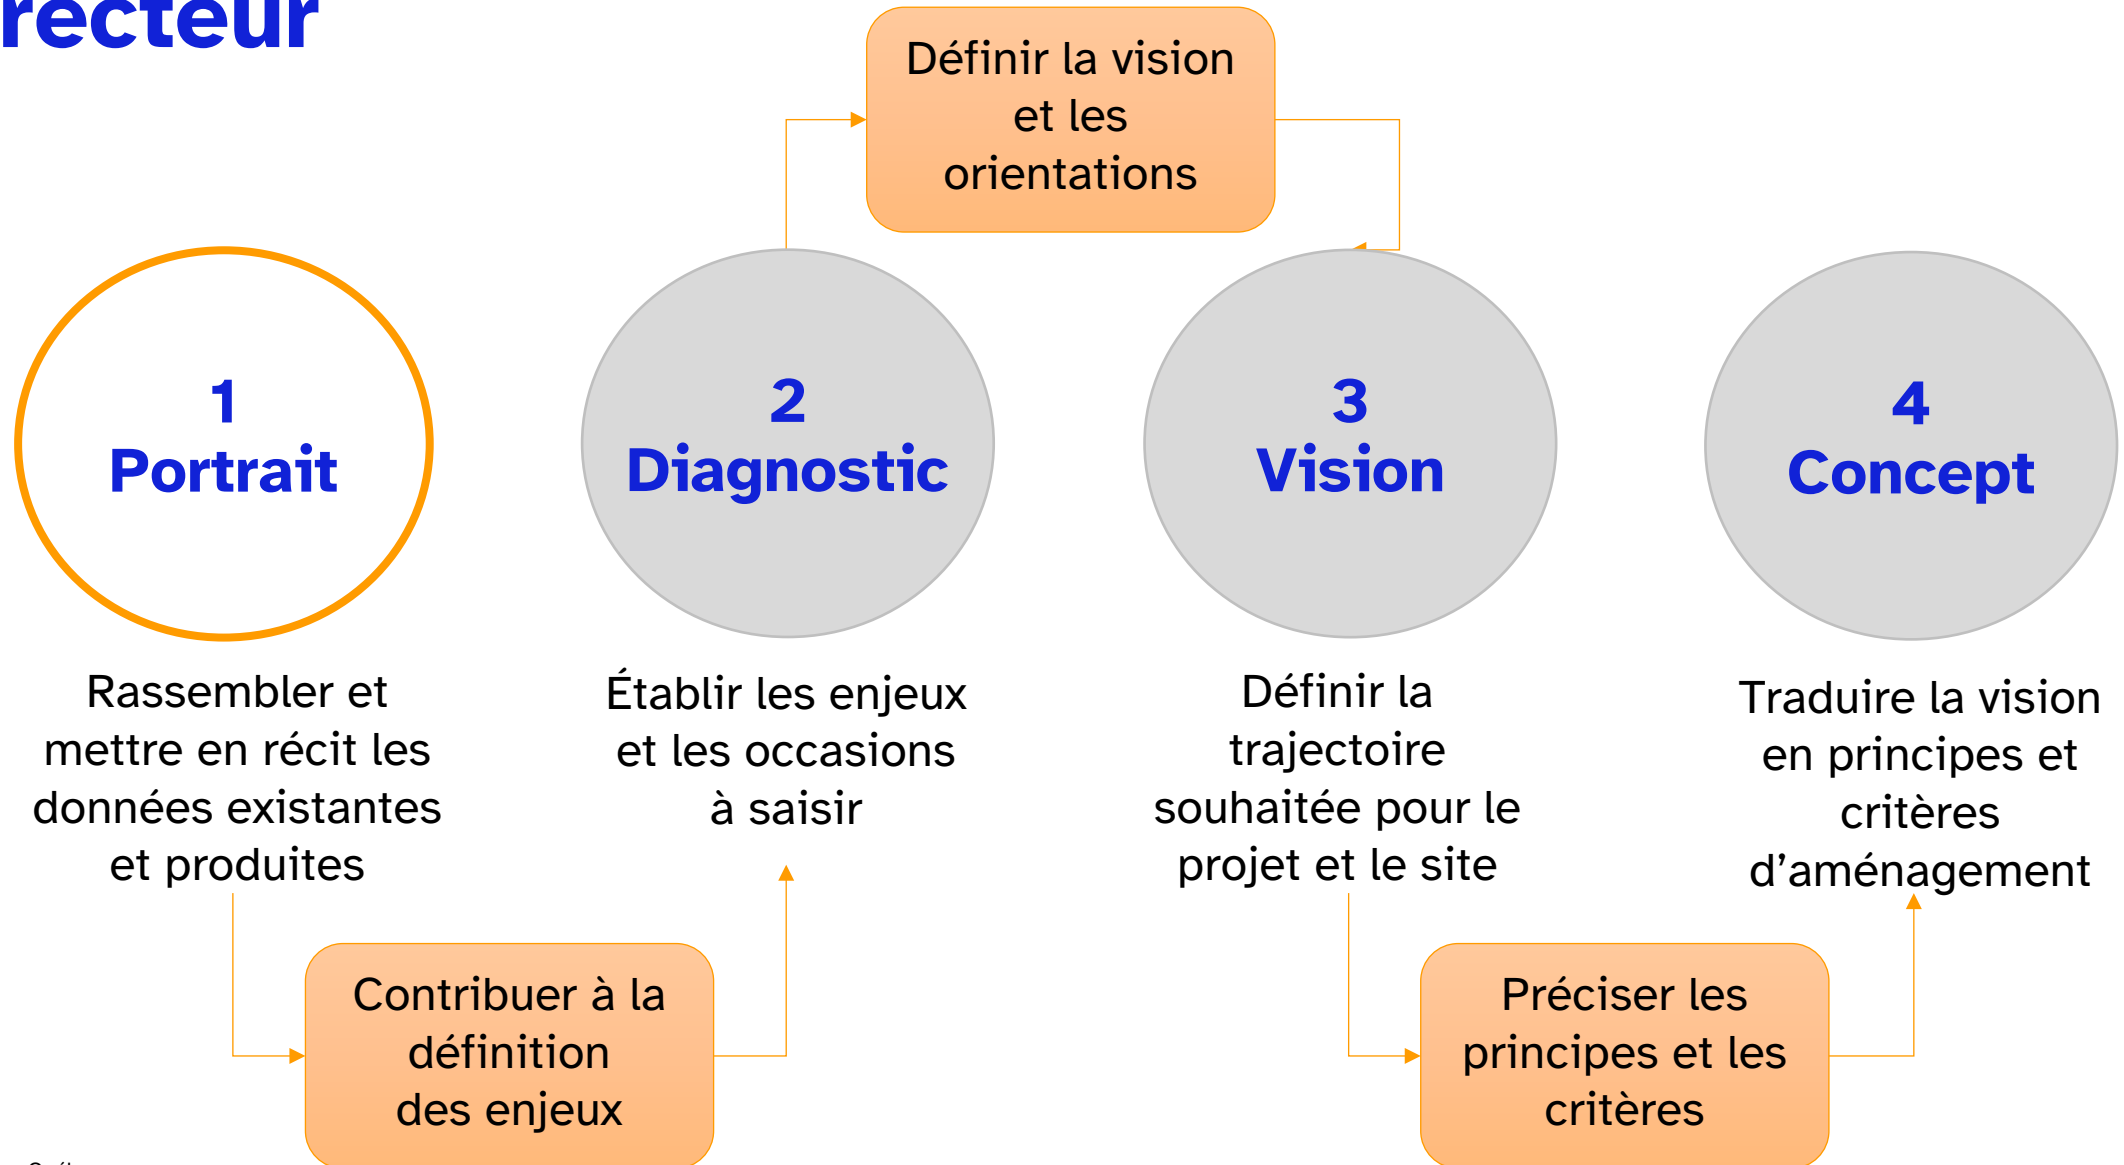 recteur
Définir la vision
et les
orientations
1
Portrait
2
Diagnostic
3
Vision
4
Concept
Rassembler et
mettre en récit les
données existantes
et produites
Établir les enjeux
et les occasions
à saisir
Définir la
trajectoire
souhaitée pour le
projet et le site
Traduire la vision
en principes et
critères
d’aménagement
Contribuer à la
définition
des enjeux
Préciser les
principes et les
critères